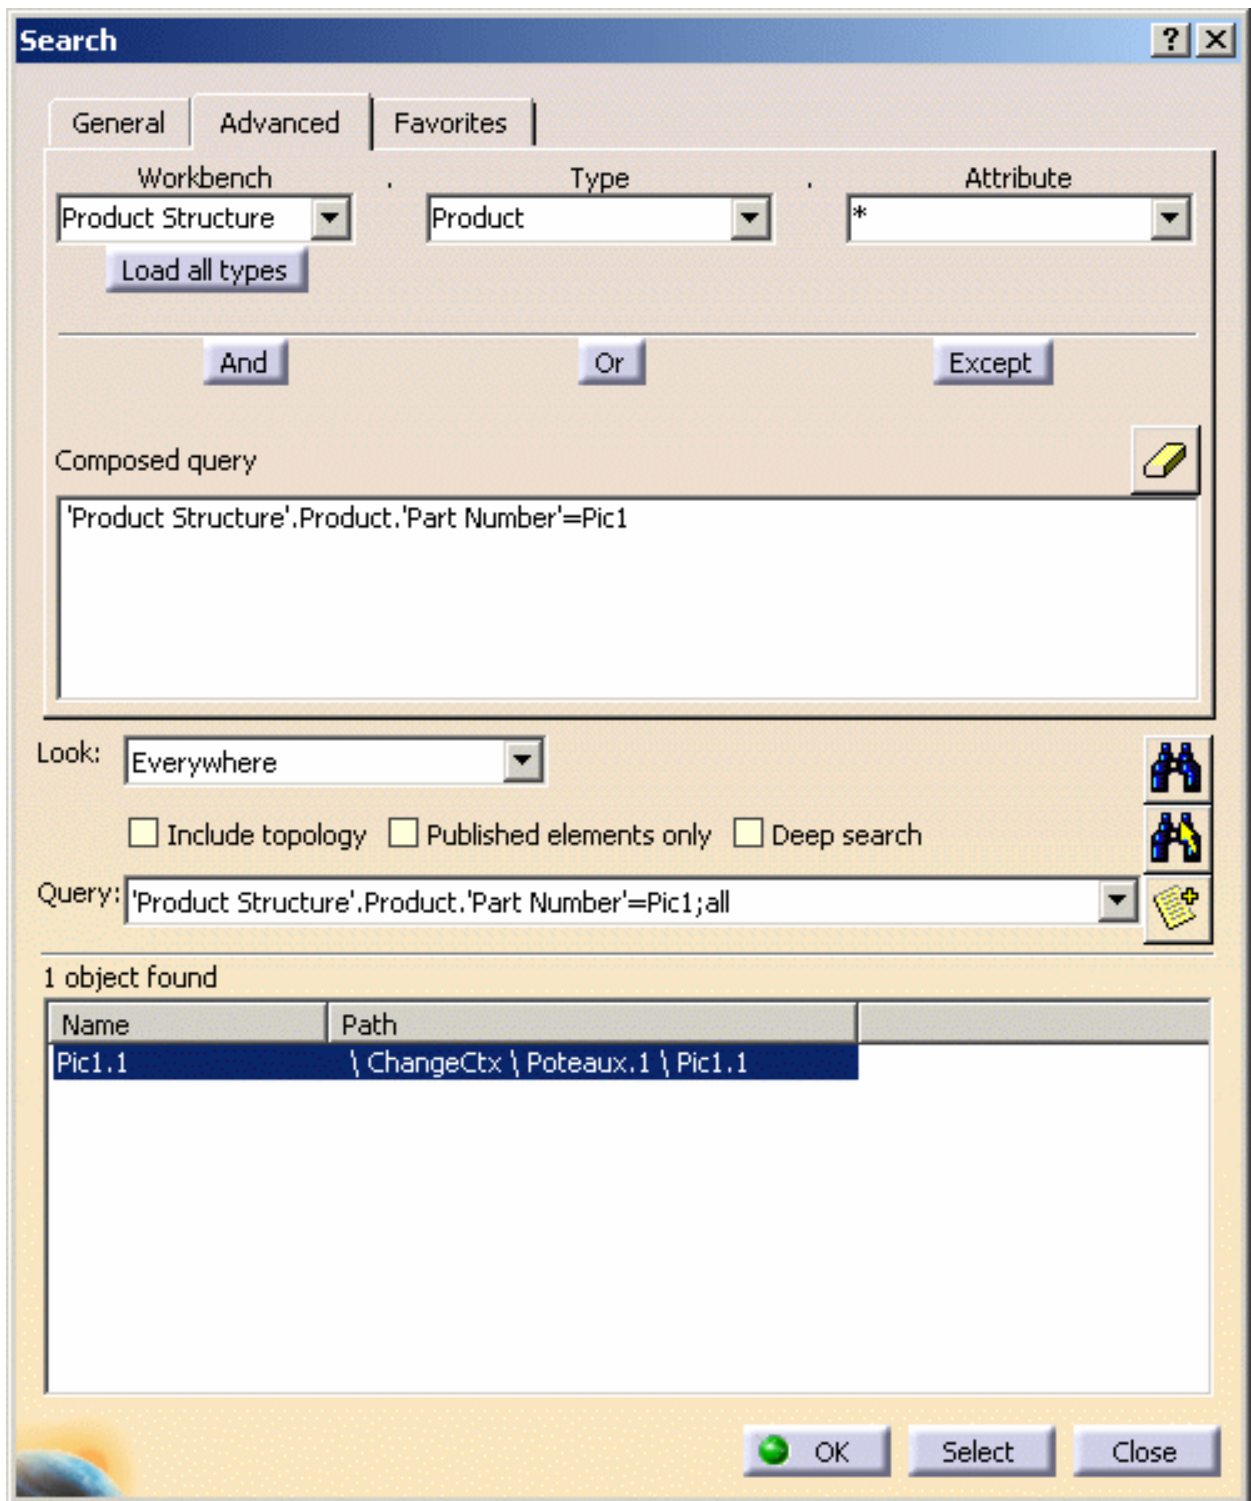 Search
General Advanced Favorites
Workbench . Type . Attribute
Product Structure Product *
Load all types
And Or Except
Composed query
'Product Structure'.Product.'Part Number'=Pic1
Look: Everywhere
Include topology Published elements only Deep search
Query: 'Product Structure'.Product.'Part Number'=Pic1;all
1 object found
Name Path
Pic1.1 \ ChangeCtx \ Poteaux.1 \ Pic1.1
OK Select Close